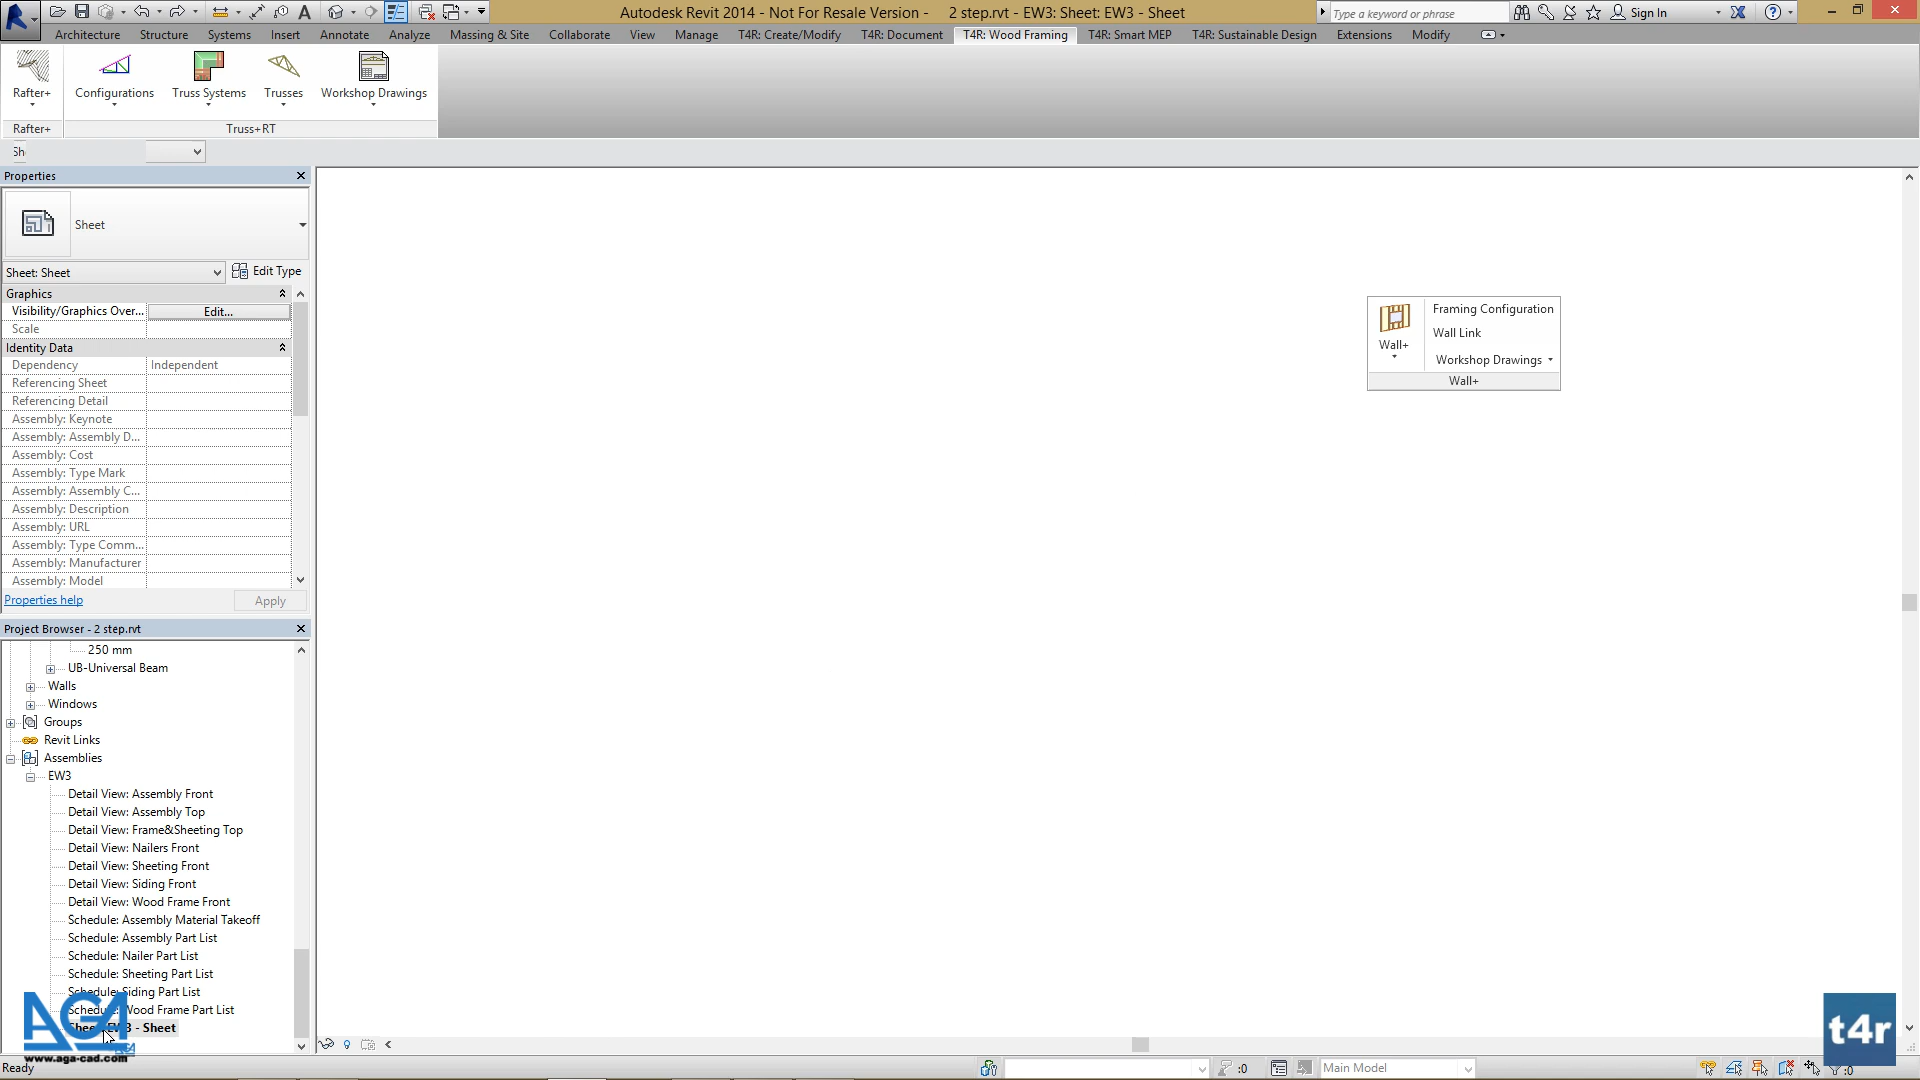 Autodesk Revit 2014 - Not For Resale Version - 2 step.rvt - EW3: Sheet: EW3 - Sheet
Type a keyword or phrase
Sign In
Architecture Structure Systems Insert Annotate Analyze Massing & Site Collaborate View Manage T4R: Create/Modify T4R: Document T4R: Wood Framing T4R: Smart MEP T4R: Sustainable Design Extensions Modify
Rafter+ Configurations Truss Systems Trusses Workshop Drawings
Rafter+ Truss+RT
Sh
Properties
Sheet
Sheet: Sheet
Edit Type
Graphics
Visibility/Graphics Over... Edit...
Scale
Identity Data
Dependency Independent
Referencing Sheet
Referencing Detail
Assembly: Keynote
Assembly: Assembly D...
Assembly: Cost
Assembly: Type Mark
Assembly: Assembly C...
Assembly: Description
Assembly: URL
Assembly: Type Comm...
Assembly: Manufacturer
Assembly: Model
Properties help Apply
Framing Configuration
Wall Link
Wall+
Workshop Drawings
Wall+
Project Browser - 2 step.rvt
250 mm
UB-Universal Beam
Walls
Windows
Groups
Revit Links
Assemblies
EW3
Detail View: Assembly Front
Detail View: Assembly Top
Detail View: Frame&Sheeting Top
Detail View: Nailers Front
Detail View: Sheeting Front
Detail View: Siding Front
Detail View: Wood Frame Front
Schedule: Assembly Material Takeoff
Schedule: Assembly Part List
Schedule: Nailer Part List
Schedule: Sheeting Part List
Schedule: Siding Part List
Schedule: Wood Frame Part List
Sheet: EW3 - Sheet
AGA
www.aga-cad.com
t4r
Ready
:0
Main Model
:0